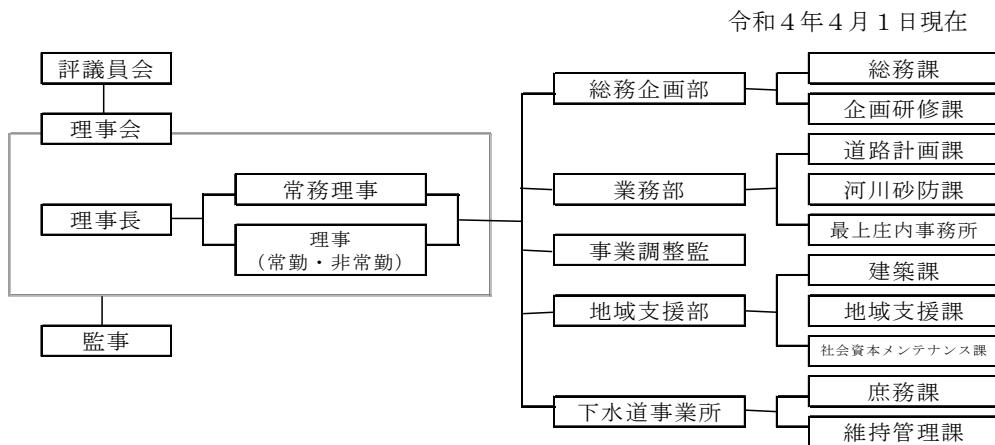 令和４年４月１日現在
評議員会
理事会
理事長
常務理事
理事
（常勤・非常勤）
監事
総務企画部
総務課
企画研修課
業務部
道路計画課
河川砂防課
最上庄内事務所
事業調整監
地域支援部
建築課
地域支援課
社会資本メンテナンス課
下水道事業所
庶務課
維持管理課